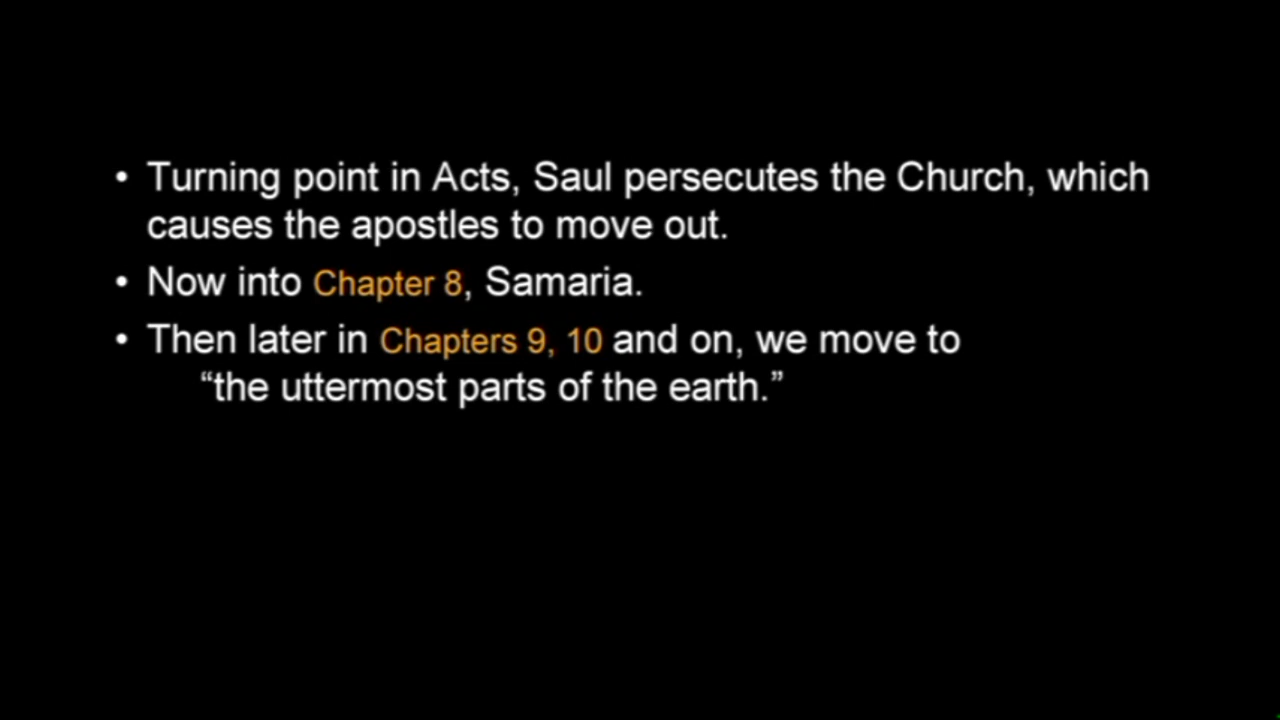 • Turning point in Acts, Saul persecutes the Church, which
causes the apostles to move out.
• Now into Chapter 8, Samaria.
• Then later in Chapters 9, 10 and on, we move to
“the uttermost parts of the earth.”